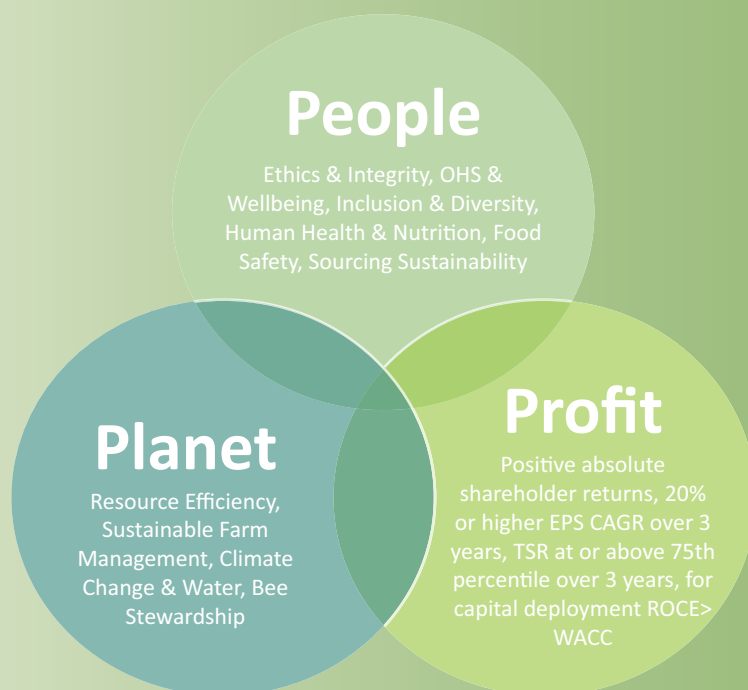 People
Ethics & Integrity, OHS &
Wellbeing, Inclusion & Diversity,
Human Health & Nutrition, Food
Safety, Sourcing Sustainability
Planet
Resource Efficiency,
Sustainable Farm
Management, Climate
Change & Water, Bee
Stewardship
Profit
Positive absolute
shareholder returns, 20%
or higher EPS CAGR over 3
years, TSR at or above 75th
percentile over 3 years, for
capital deployment ROCE>
WACC